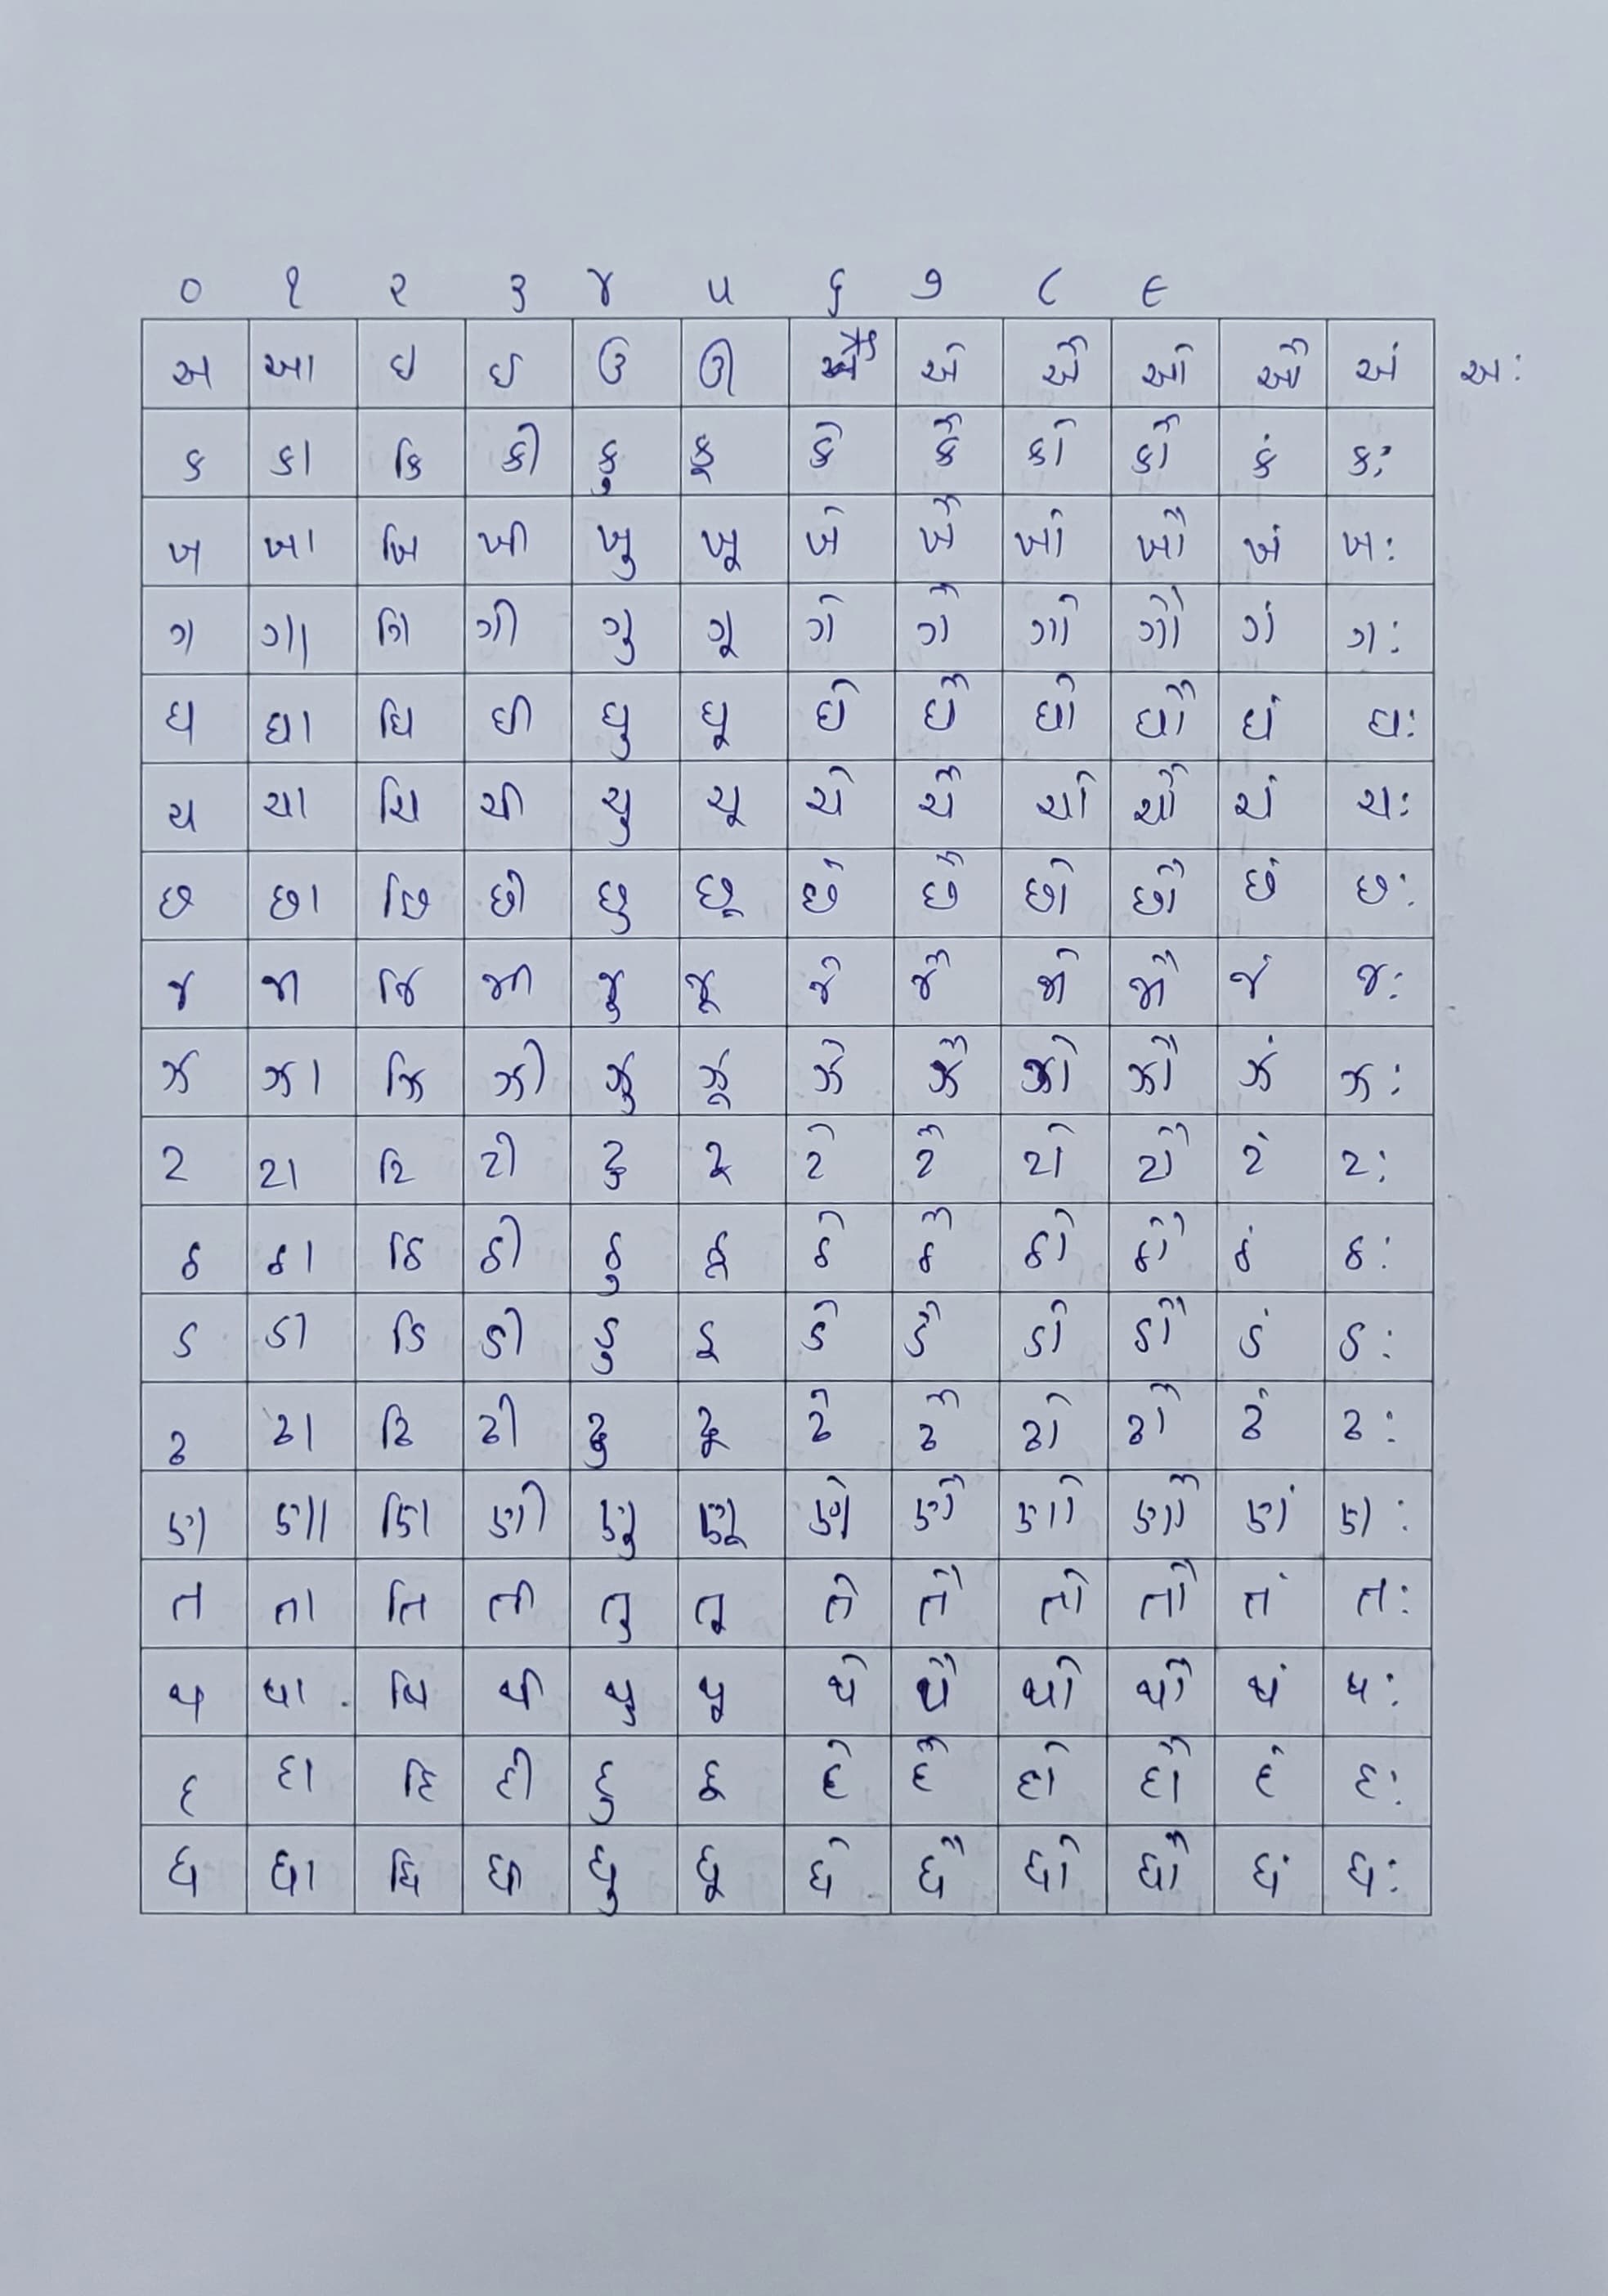 ૦ ૧ ૨ ૩ ૪ ૫ ૬ ૭ ૮ ૯
અ આ ઇ ઈ ઉ ઊ એ ઐ ઓ ઔ અં અઃ
ક કા કિ કી કુ કૂ કે કૈ કો કૌ કં કઃ
ખ ખા ખિ ખી ખુ ખૂ ખે ખૈ ખો ખૌ ખં ખઃ
ગ ગા ગિ ગી ગુ ગૂ ગે ગૈ ગો ગૌ ગં ગઃ
ઘ ઘા ઘિ ઘી ઘુ ઘૂ ઘે ઘૈ ઘો ઘૌ ઘં ઘઃ
ચ ચા ચિ ચી ચુ ચૂ ચે ચૈ ચો ચૌ ચં ચઃ
છ છા છિ છી છુ છૂ છે છૈ છો છૌ છં છઃ
જ જા જિ જી જુ જૂ જે જૈ જો જૌ જં જઃ
ઝ ઝા ઝિ ઝી ઝુ ઝૂ ઝે ઝૈ ઝો ઝૌ ઝં ઝઃ
ટ ટા ટિ ટી ટુ ટૂ ટે ટૈ ટો ટૌ ટં ટઃ
ઠ ઠા ઠિ ઠી ઠુ ઠૂ ઠે ઠૈ ઠો ઠૌ ઠં ઠઃ
ડ ડા ડિ ડી ડુ ડૂ ડે ડૈ ડો ડૌ ડં ડઃ
ઢ ઢા ઢિ ઢી ઢુ ઢૂ ઢે ઢૈ ઢો ઢૌ ઢં ઢઃ
ણ ણા ણિ ણી ણુ ણૂ ણે ણૈ ણો ણૌ ણં ણઃ
ત તા તિ તી તુ તૂ તે તૈ તો તૌ તં તઃ
થ થા થિ થી થુ થૂ થે થૈ થો થૌ થં થઃ
દ દા દિ દી દુ દૂ દે દૈ દો દૌ દં દઃ
ધ ધા ધિ ધી ધુ ધૂ ધે ધૈ ધો ધૌ ધં ધઃ